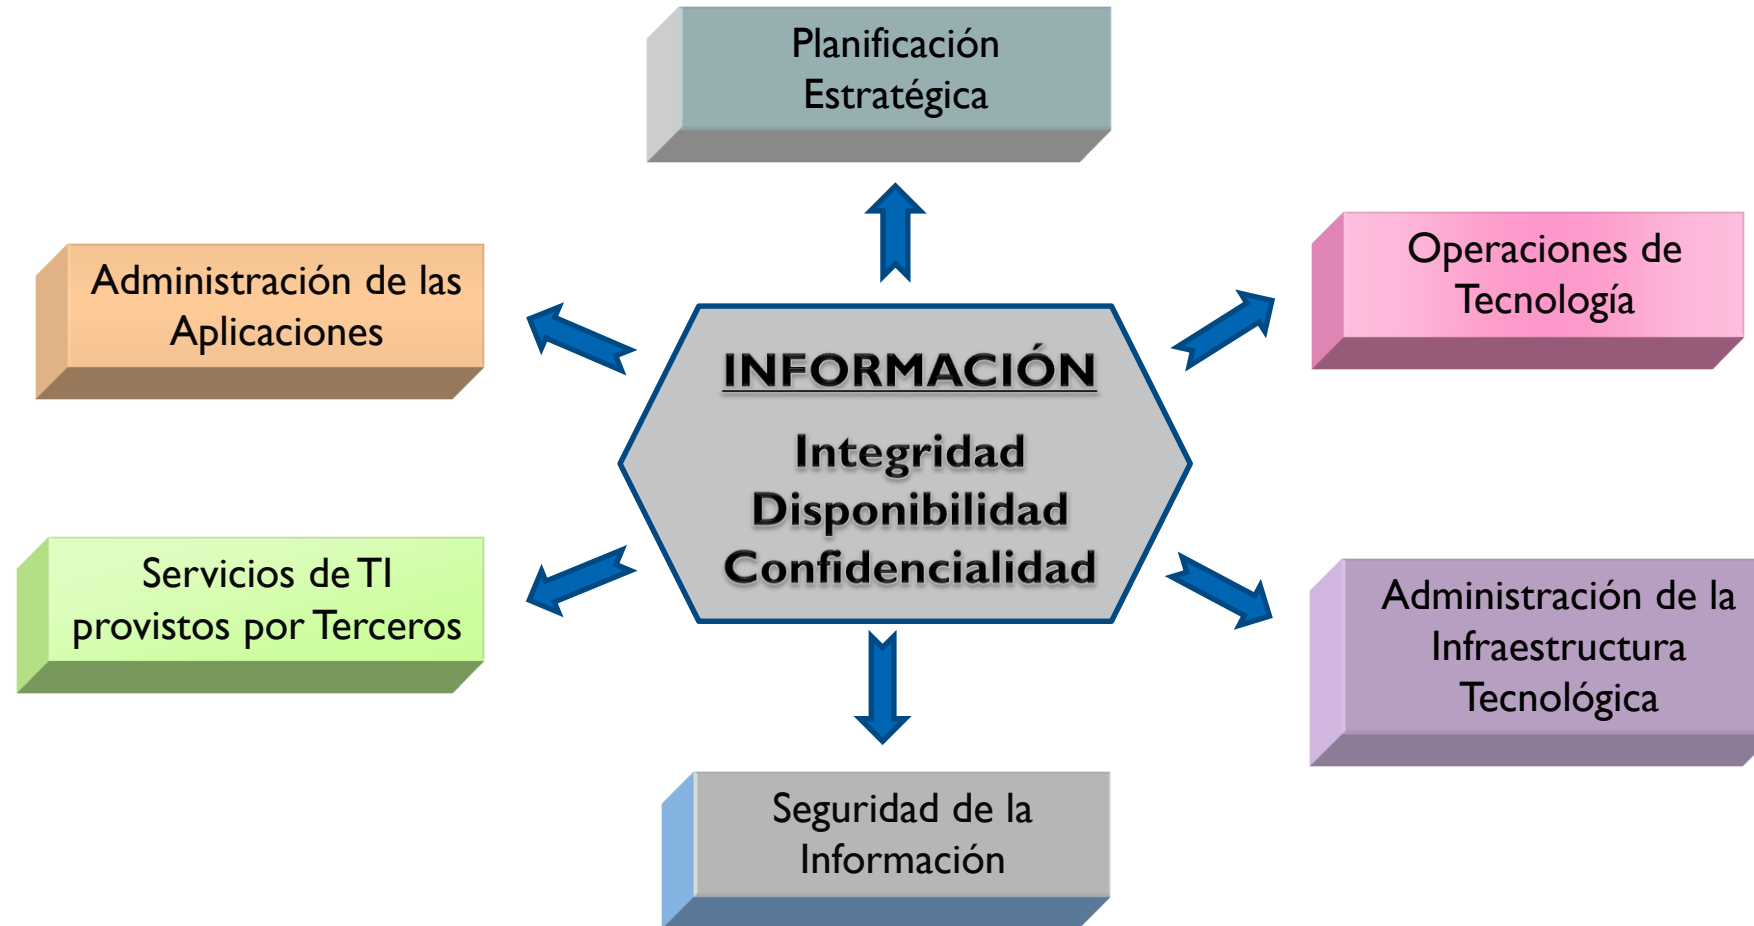 Planificación
Estratégica
Administración de las
Aplicaciones
Operaciones de
Tecnología
INFORMACIÓN
Integridad
Disponibilidad
Confidencialidad
Servicios de TI
provistos por Terceros
Administración de la
Infraestructura
Tecnológica
Seguridad de la
Información